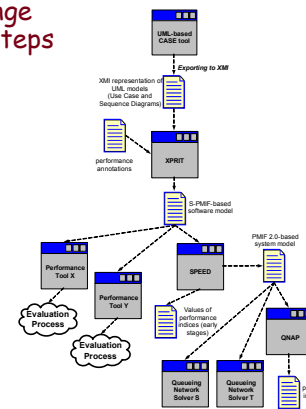 nge
teps
UML-based
CASE tool
Exporting to XMI
XMI representation of
UML models
(Use Case and
Sequence Diagrams)
performance
annotations
XPRIT
S-PMIF-based
software model
PMIF 2.0-based
system model
Performance
Tool X
Performance
Tool Y
SPEED
Evaluation
Process
Evaluation
Process
Values of
performance
indices (early
stages)
QNAP
Queueing
Network
Solver S
Queueing
Network
Solver T
p
i